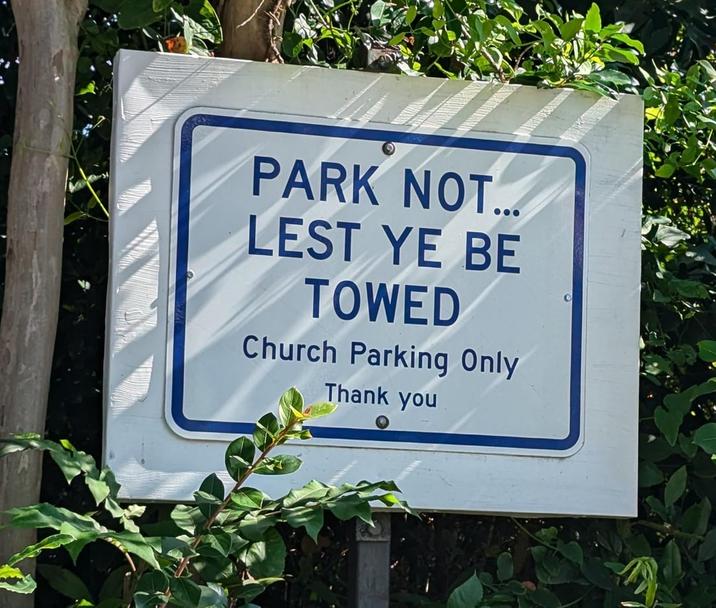 PARK NOT...
LEST YE BE
TOWED
Church Parking Only
Thank you